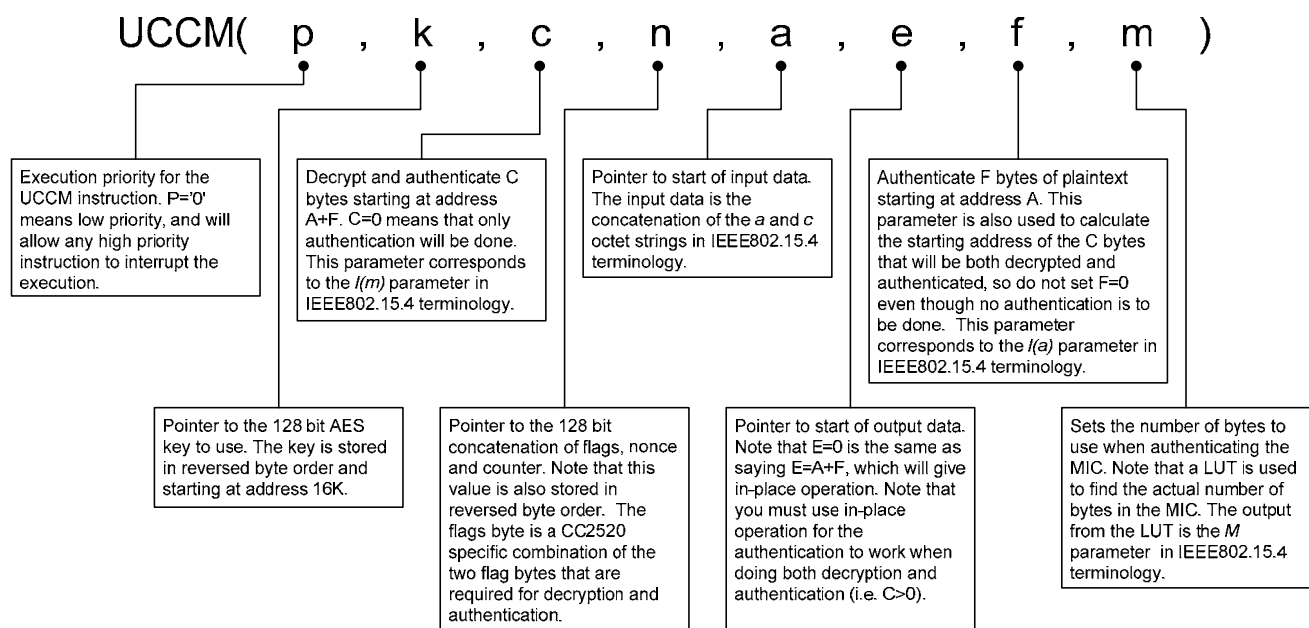 UCCM( p , k , c , n , a , e , f , m )
Execution priority for the
UCCM instruction. P='0'
means low priority, and will
allow any high priority
instruction to interrupt the
execution.
Decrypt and authenticate C
bytes starting at address
A+F. C=0 means that only
authentication will be done.
This parameter corresponds
to the l(m) parameter in
IEEE802.15.4 terminology.
Pointer to start of input data.
The input data is the
concatenation of the a and c
octet strings in IEEE802.15.4
terminology.
Authenticate F bytes of plaintext
starting at address A. This
parameter is also used to calculate
the starting address of the C bytes
that will be both decrypted and
authenticated, so do not set F=0
even though no authentication is to
be done. This parameter
corresponds to the l(a) parameter in
IEEE802.15.4 terminology.
Pointer to the 128 bit AES
key to use. The key is stored
in reversed byte order and
starting at address 16K.
Pointer to the 128 bit
concatenation of flags, nonce
and counter. Note that this
value is also stored in
reversed byte order. The
flags byte is a CC2520
specific combination of the
two flag bytes that are
required for decryption and
authentication.
Pointer to start of output data.
Note that E=0 is the same as
saying E=A+F, which will give
in-place operation. Note that
you must use in-place
operation for the
authentication to work when
doing both decryption and
authentication (i.e. C>0).
Sets the number of bytes to
use when authenticating the
MIC. Note that a LUT is used
to find the actual number of
bytes in the MIC. The output
from the LUT is the M
parameter in IEEE802.15.4
terminology.